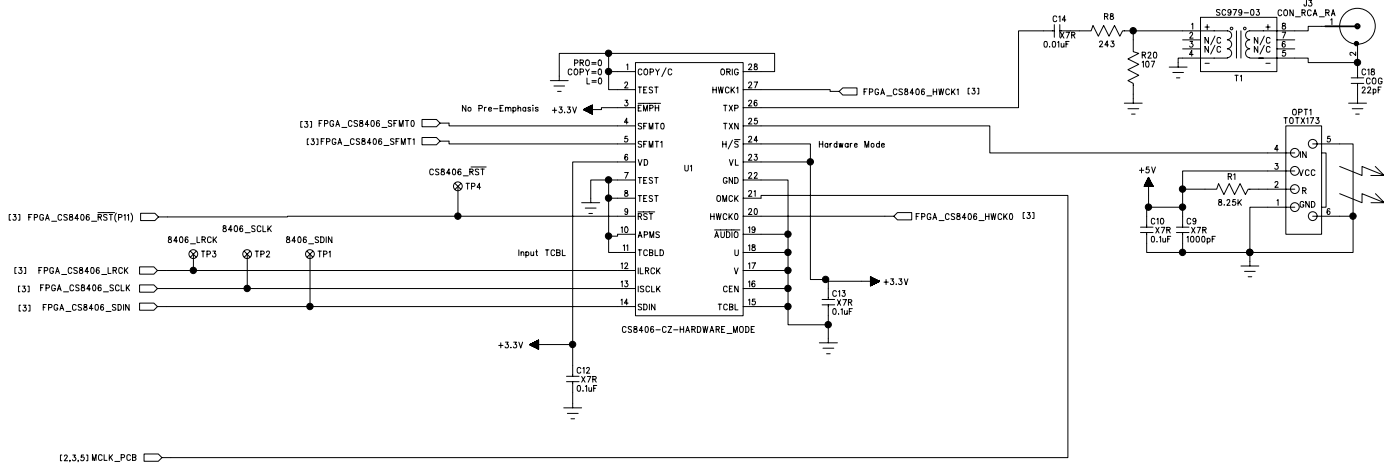 J3
SC979-03 CON_RCA_RA
C14 R8
X7R
0.01uF 243
1 + + 8 1
2 N/C N/C 7
3 N/C N/C 6
4 - - 5 2
T1
R20
107
C18
COG
22pF
PRO=0
COPY=0
L=0
1 COPY/C ORIG 28
2 TEST HWCK1 27 FPGA_CS8406_HWCK1 [3]
No Pre-Emphasis +3.3V 3 EMPH TXP 26
[3] FPGA_CS8406_SFMT0 4 SFMT0 TXN 25
[3]FPGA_CS8406_SFMT1 5 SFMT1 H/S 24 Hardware Mode
6 VD VL 23
U1
7 TEST GND 22
8 TEST OMCK 21
CS8406_RST
TP4
[3] FPGA_CS8406_RST(P11) 9 RST HWCK0 20 FPGA_CS8406_HWCK0 [3]
10 APMS AUDIO 19
11 TCBLD U 18
Input TCBL
8406_LRCK 8406_SCLK 8406_SDIN
TP3 TP2 TP1
[3] FPGA_CS8406_LRCK 12 ILRCK V 17
[3] FPGA_CS8406_SCLK 13 ISCLK CEN 16
[3] FPGA_CS8406_SDIN 14 SDIN TCBL 15
CS8406-CZ-HARDWARE_MODE
C13
X7R
0.1uF
+3.3V
+3.3V
C12
X7R
0.1uF
OPT1
TOTX173
5
4 IN
3 VCC
2 R
1 GND
6
+5V
R1
8.25K
C10
X7R
0.1uF
C9
X7R
1000pF
[2,3,5] MCLK_PCB